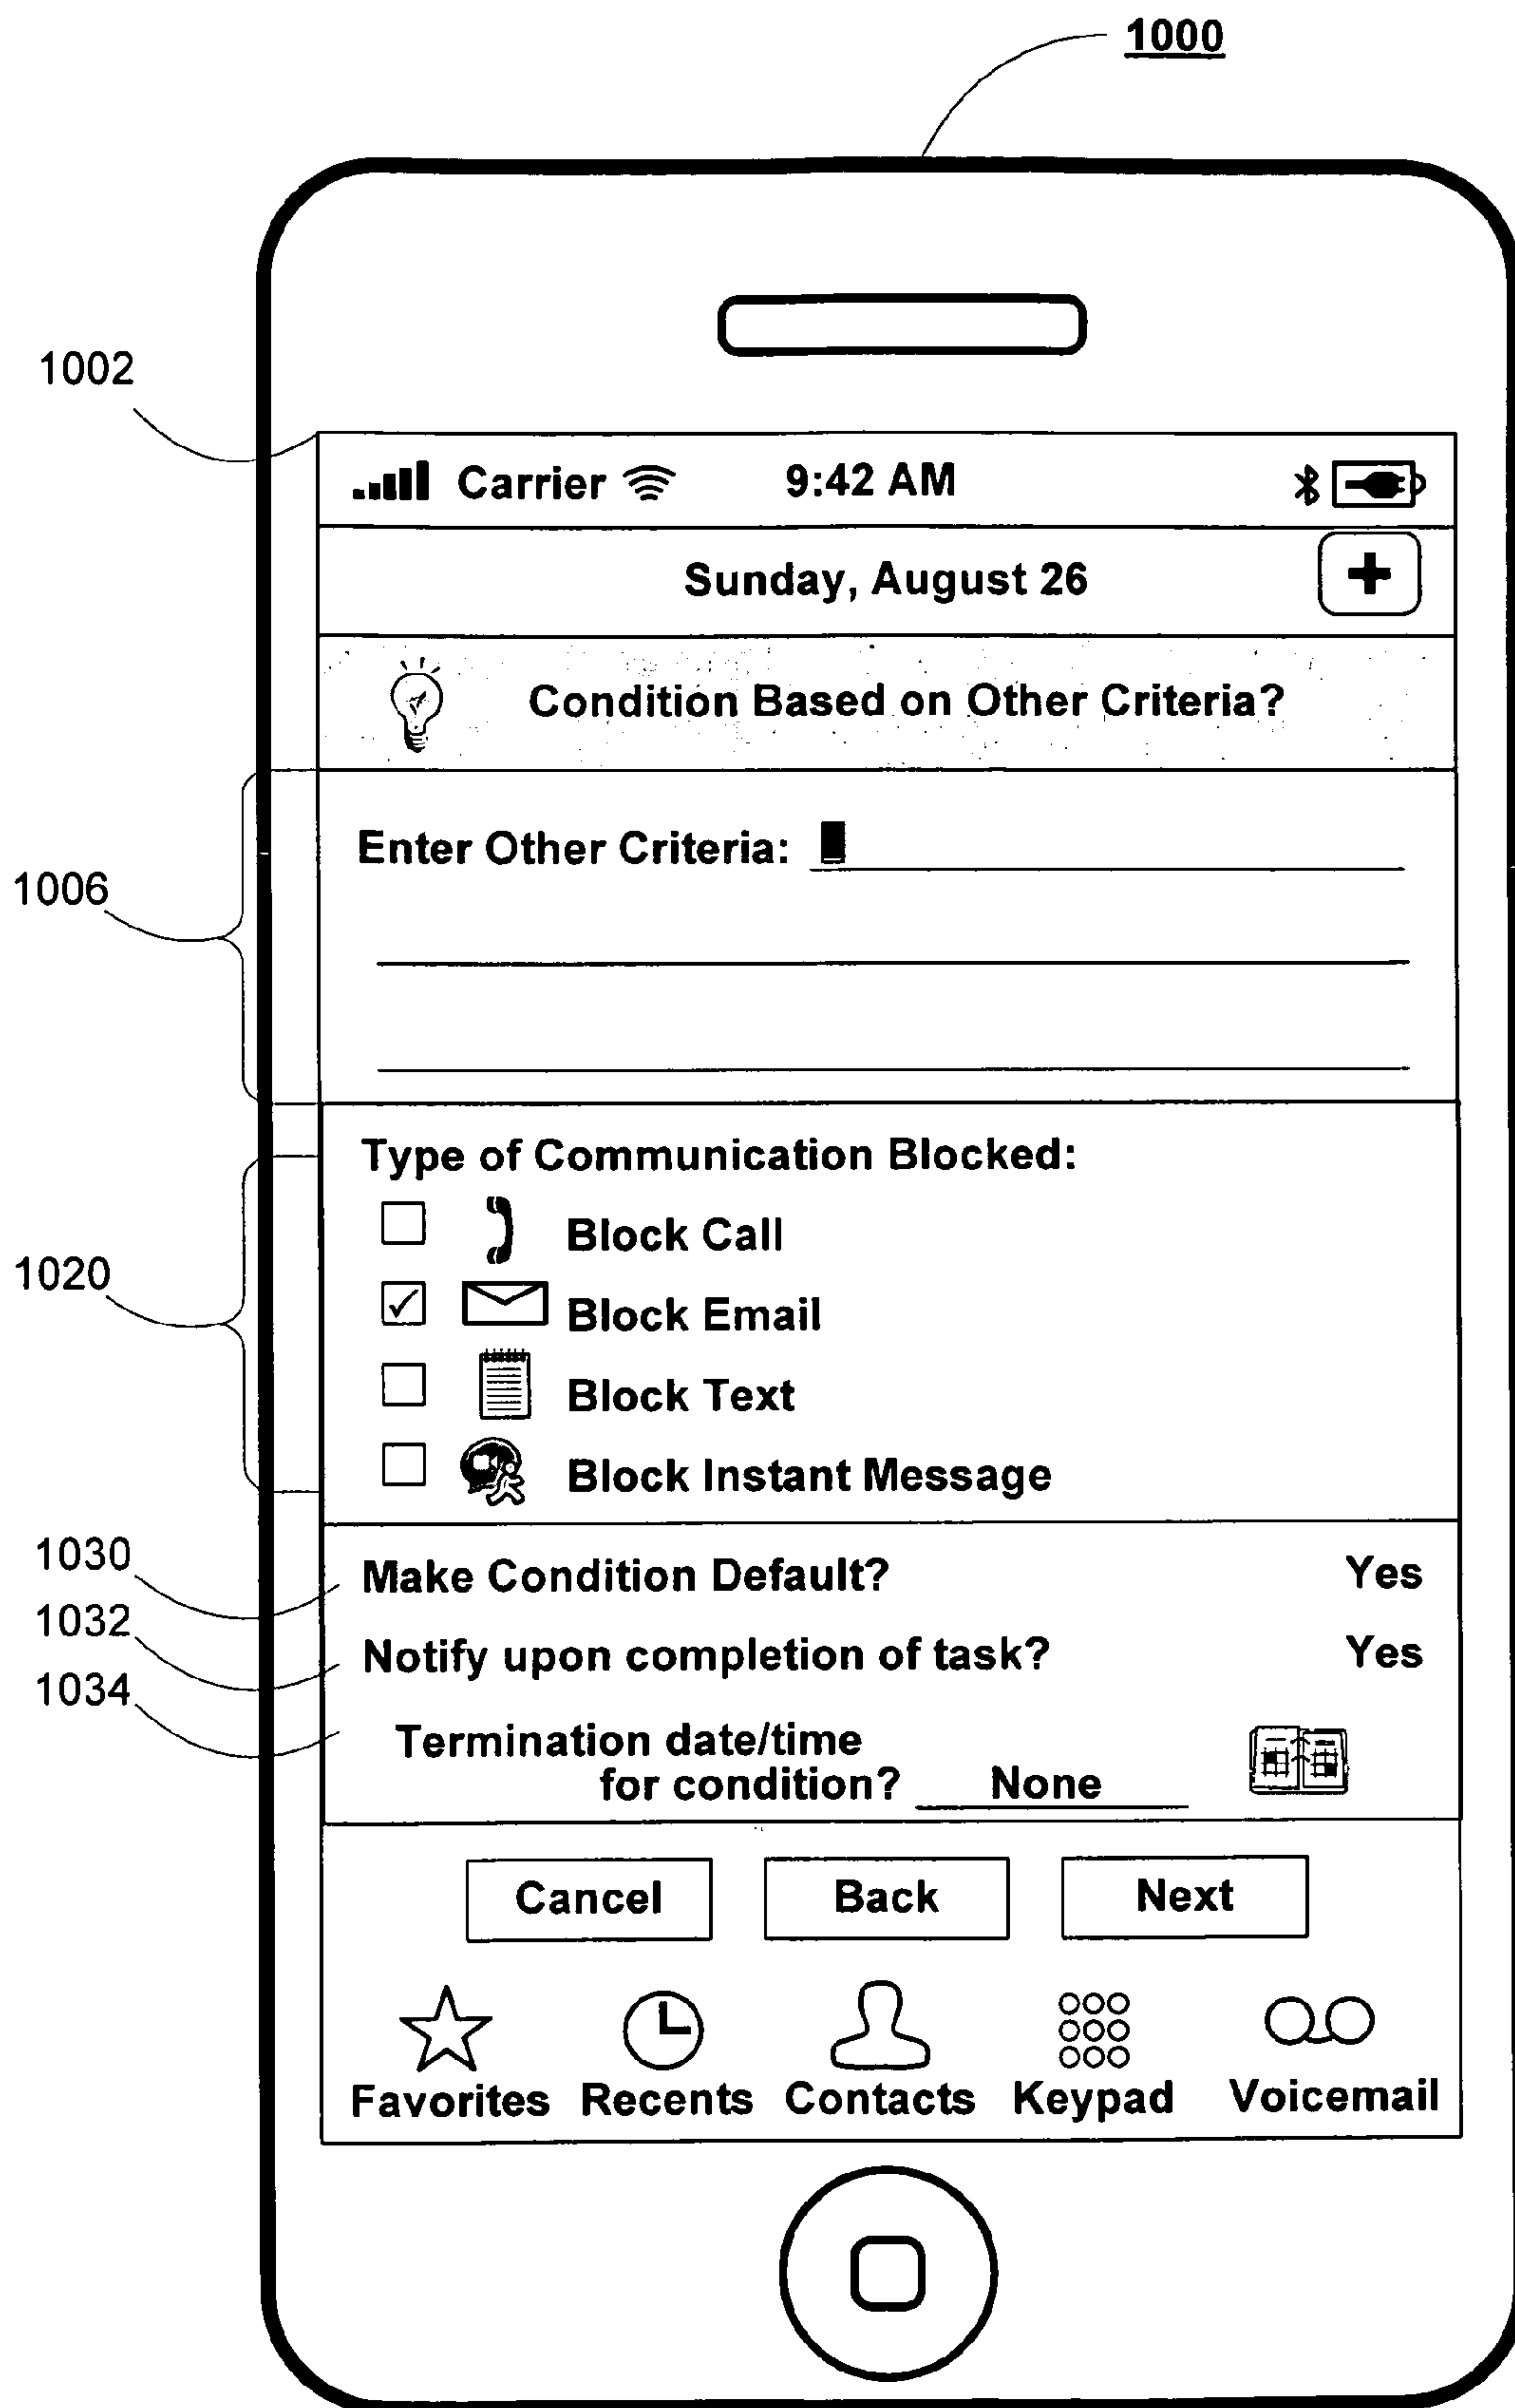 1000
1002
Carrier 9:42 AM
Sunday, August 26 +
Condition Based on Other Criteria?
1006
Enter Other Criteria:
1020
Type of Communication Blocked:
Block Call
Block Email
Block Text
Block Instant Message
1030
Make Condition Default? Yes
1032
Notify upon completion of task? Yes
1034
Termination date/time
for condition? None
Cancel Back Next
Favorites Recents Contacts Keypad Voicemail